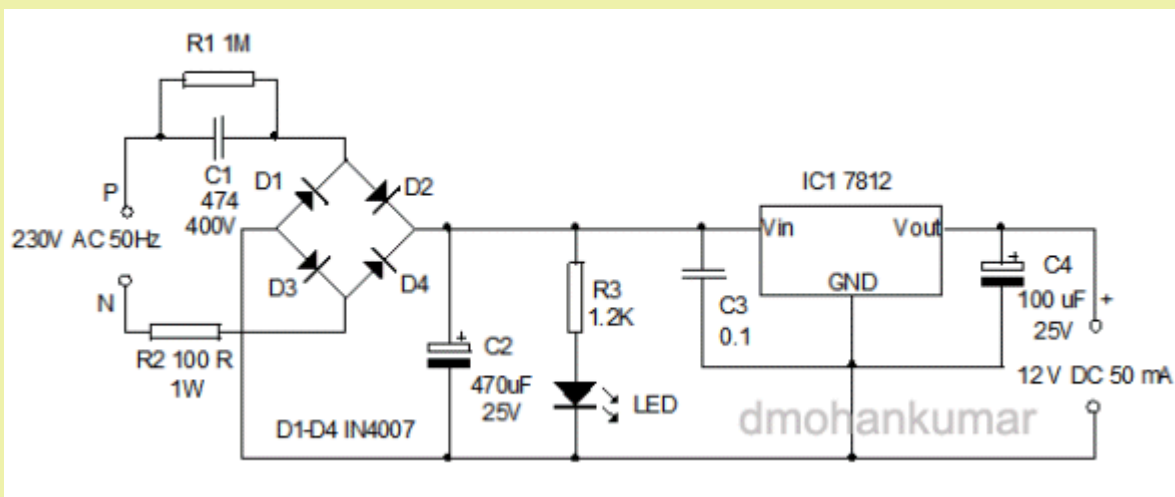 R1 1M
C1
474
400V
P
230V AC 50Hz
N
R2 100 R
1W
D1
D2
D3
D4
D1-D4 IN4007
+
C2
470uF
25V
R3
1.2K
LED
C3
0.1
IC1 7812
Vin
Vout
GND
+
C4
100 uF
25V
+
12 V DC 50 mA
dmohankumar